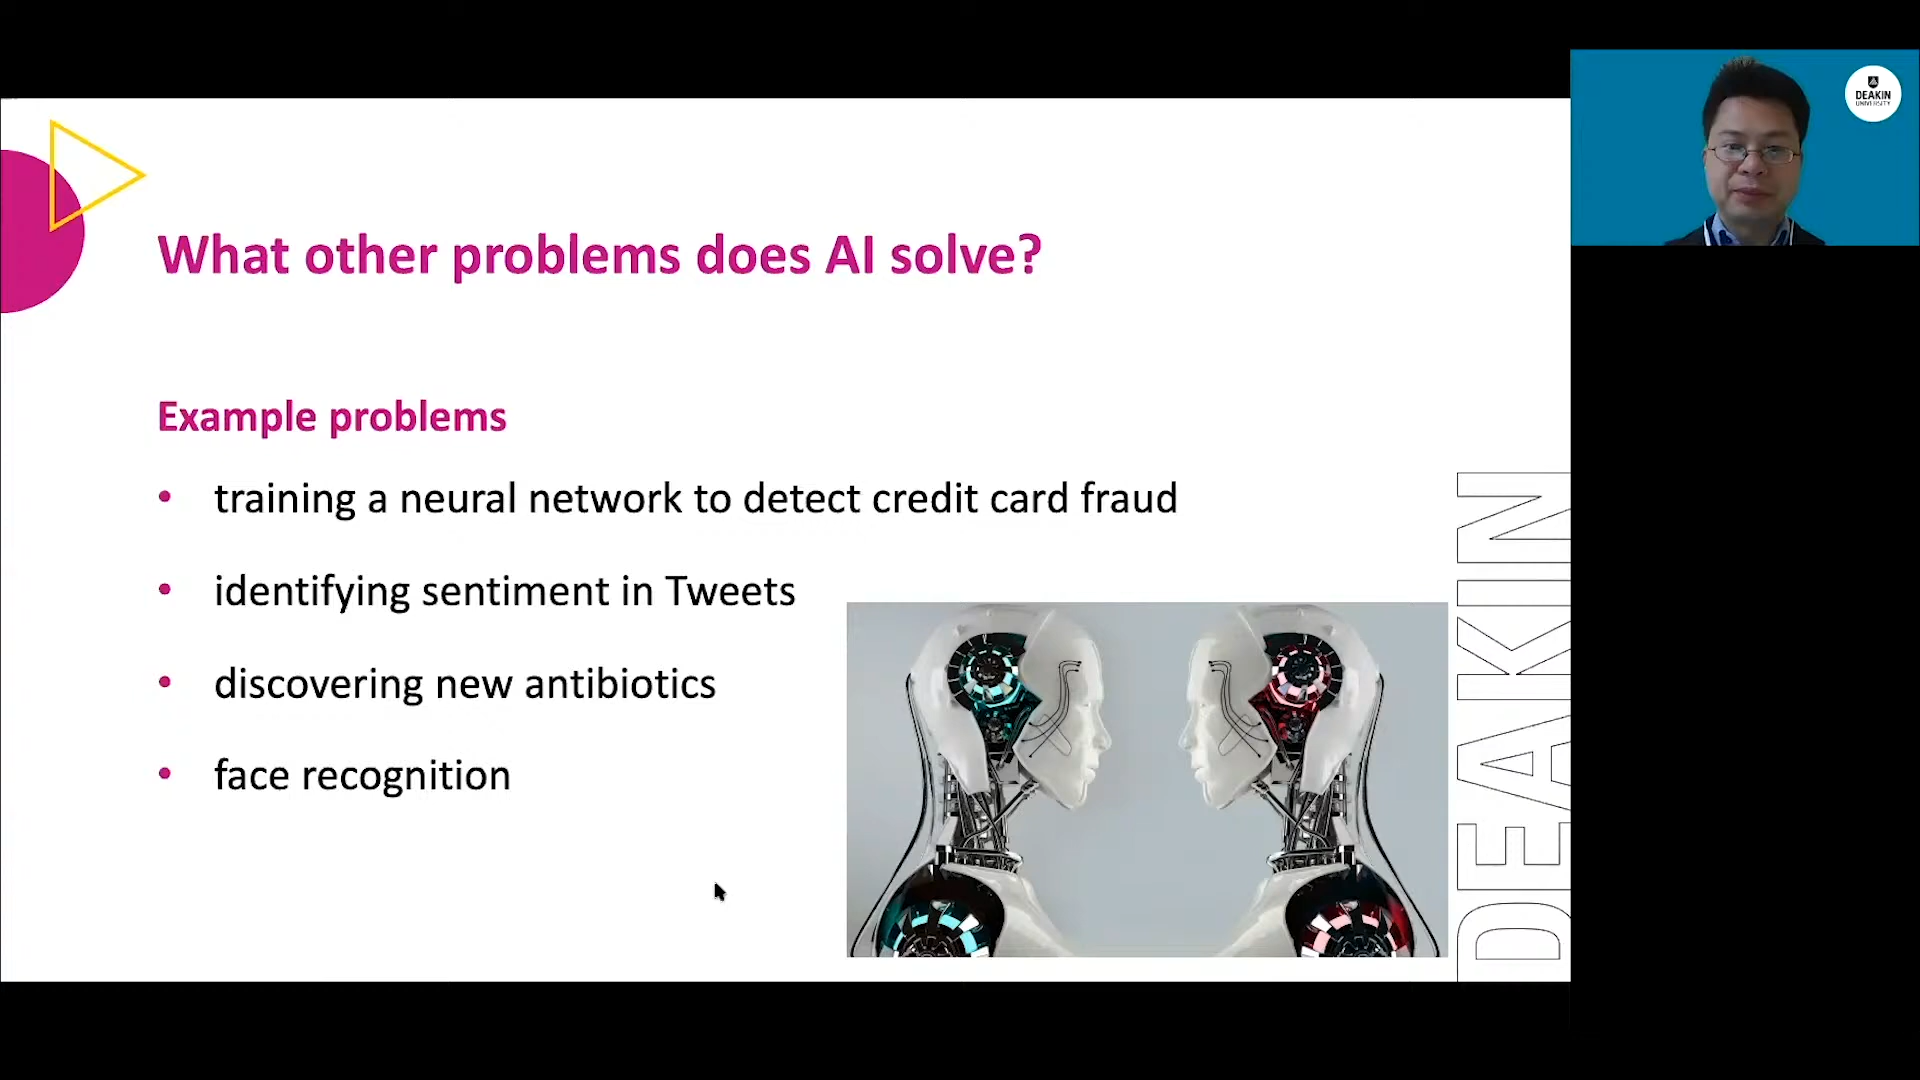 What other problems does AI solve?
Example problems
• training a neural network to detect credit card fraud
• identifying sentiment in Tweets
• discovering new antibiotics
• face recognition
DEAKIN
DEAKIN
UNIVERSITY